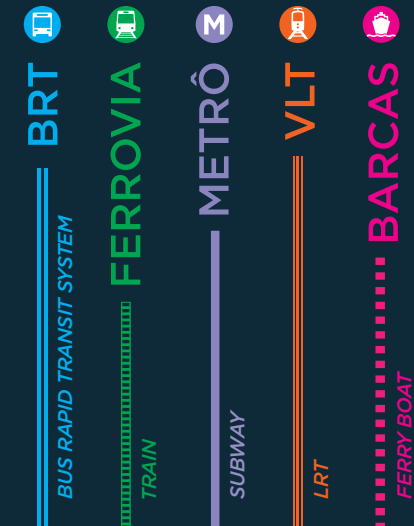 BRT
BUS RAPID TRANSIT SYSTEM
FERROVIA
TRAIN
M
METRÔ
SUBWAY
VLT
LRT
BARCAS
FERRY BOAT